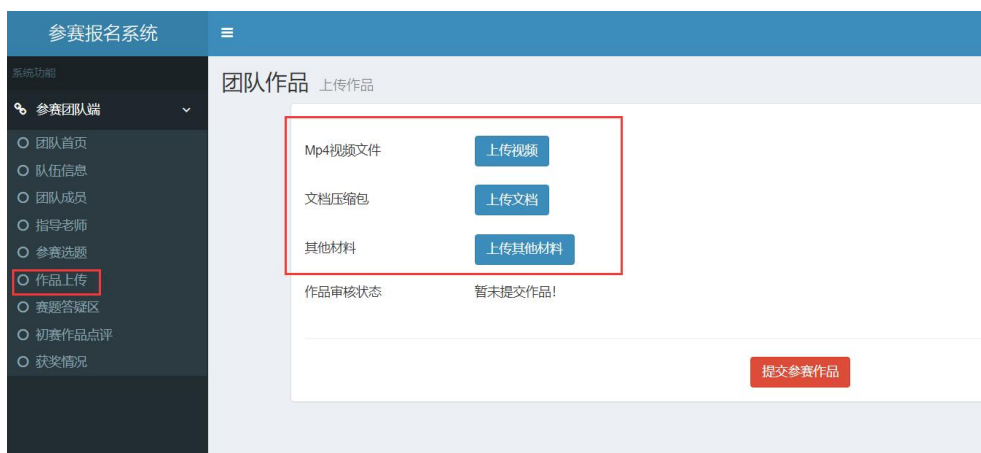 参赛报名系统
系统功能
参赛团队端
团队首页
队伍信息
团队成员
指导老师
参赛选题
作品上传
赛题答疑区
初赛作品点评
获奖情况
团队作品 上传作品
Mp4视频文件 上传视频
文档压缩包 上传文档
其他材料 上传其他材料
作品审核状态 暂未提交作品!
提交参赛作品